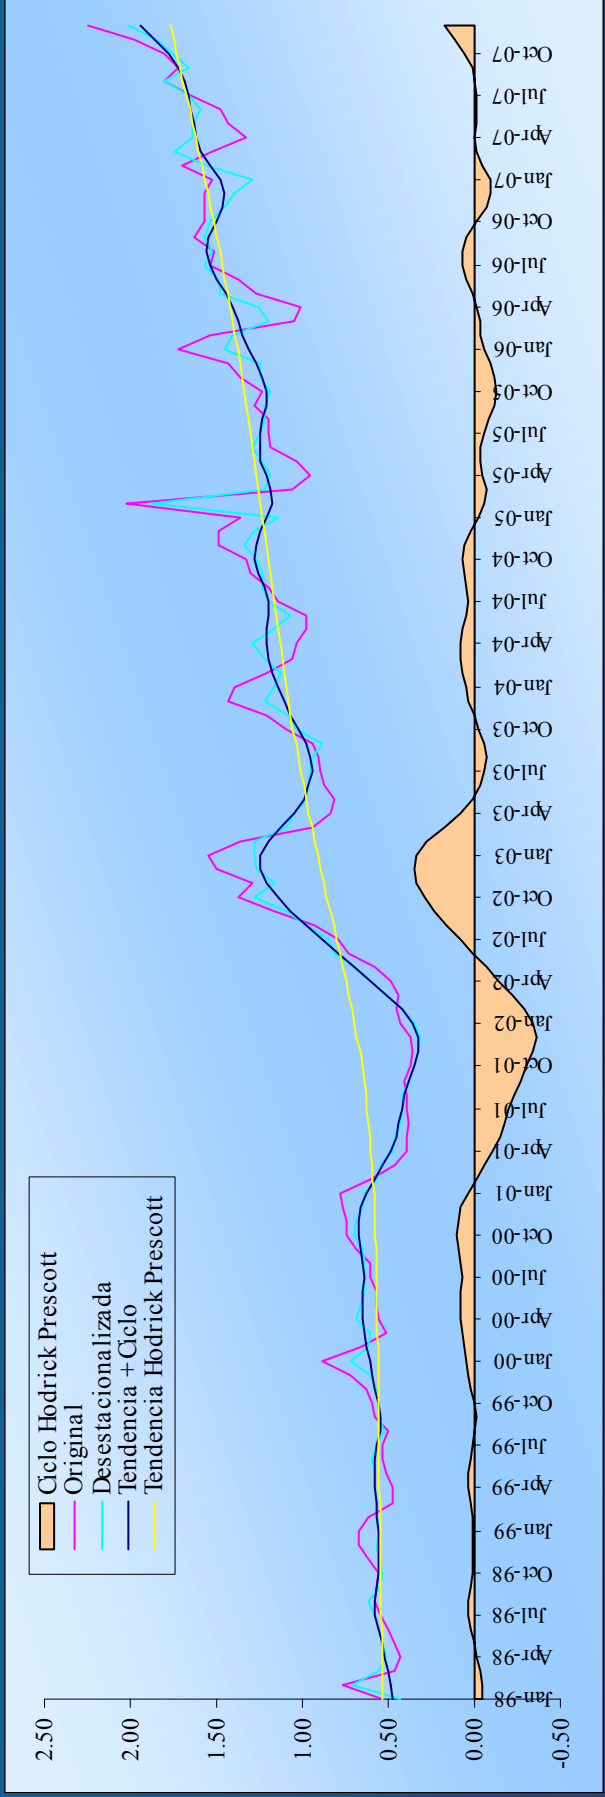 Ciclo Hodrick Prescott
Original
Desestacionalizada
Tendencia + Ciclo
Tendencia Hodrick Prescott
2.50
2.00
1.50
1.00
0.50
0.00
-0.50
Jan-98
Apr-98
Jul-98
Oct-98
Jan-99
Apr-99
Jul-99
Oct-99
Jan-00
Apr-00
Jul-00
Oct-00
Jan-01
Apr-01
Jul-01
Oct-01
Jan-02
Apr-02
Jul-02
Oct-02
Jan-03
Apr-03
Jul-03
Oct-03
Jan-04
Apr-04
Jul-04
Oct-04
Jan-05
Apr-05
Jul-05
Oct-05
Jan-06
Apr-06
Jul-06
Oct-06
Jan-07
Apr-07
Jul-07
Oct-07